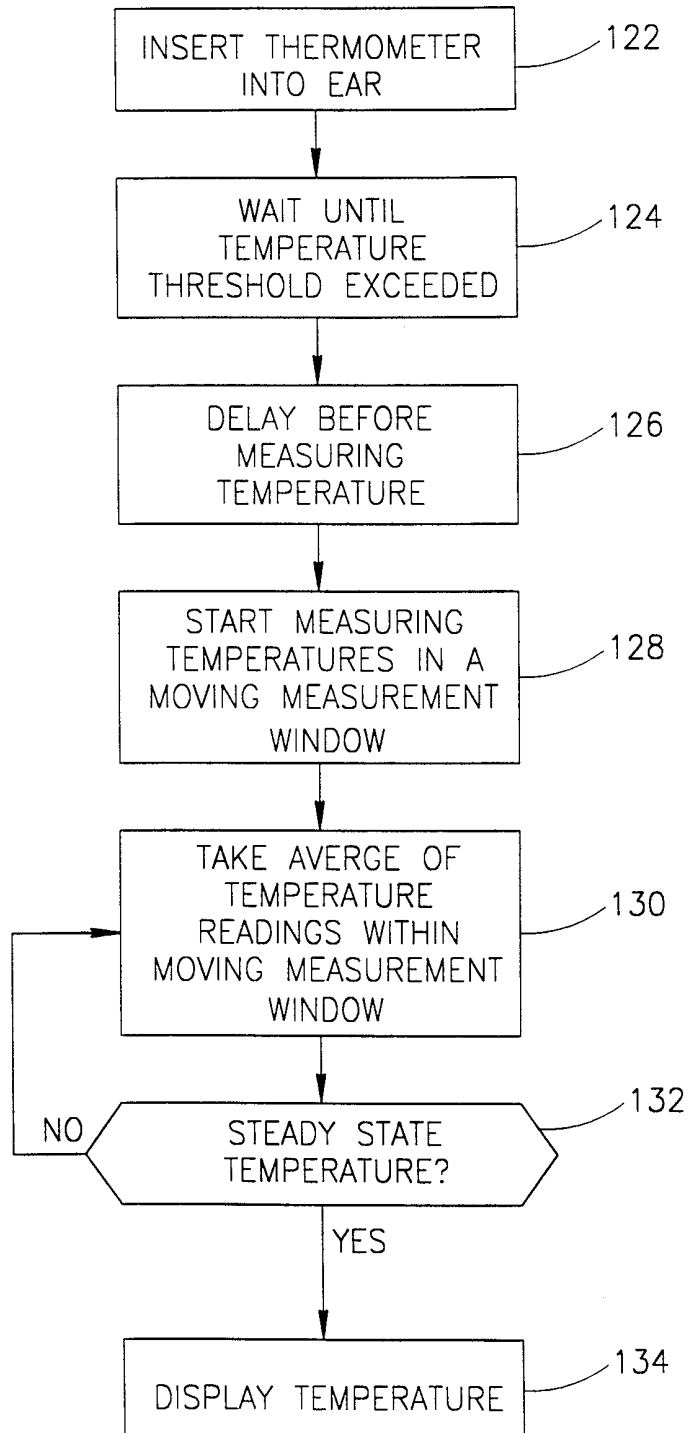 INSERT THERMOMETER
INTO EAR
122
WAIT UNTIL
TEMPERATURE
THRESHOLD EXCEEDED
124
DELAY BEFORE
MEASURING
TEMPERATURE
126
START MEASURING
TEMPERATURES IN A
MOVING MEASUREMENT
WINDOW
128
TAKE AVERGE OF
TEMPERATURE
READINGS WITHIN
MOVING MEASUREMENT
WINDOW
130
STEADY STATE
TEMPERATURE?
132
NO
YES
DISPLAY TEMPERATURE
134